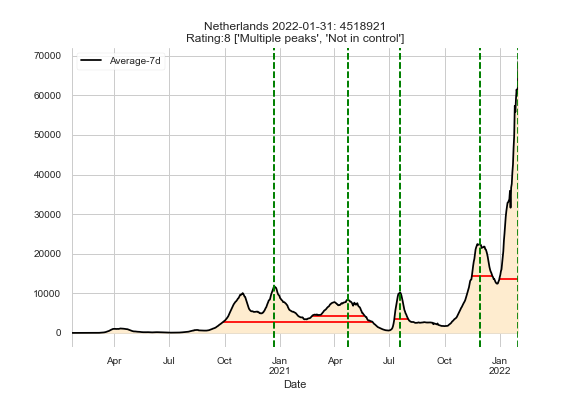 Netherlands 2022-01-31: 4518921
Rating:8 ['Multiple peaks', 'Not in control']
Average-7d
70000
60000
50000
40000
30000
20000
10000
0
Apr Jul Oct Jan Apr Jul Oct Jan
2021 2022
Date